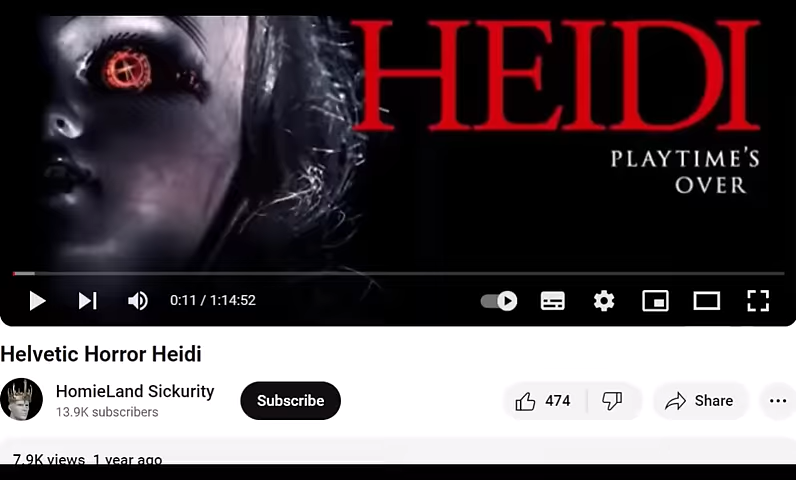 HEIDI
PLAYTIME'S
OVER
0:11 / 1:14:52
Helvetic Horror Heidi
HomieLand Sickurity
13.9K subscribers
Subscribe
474
Share
7.9K views 1 year ago